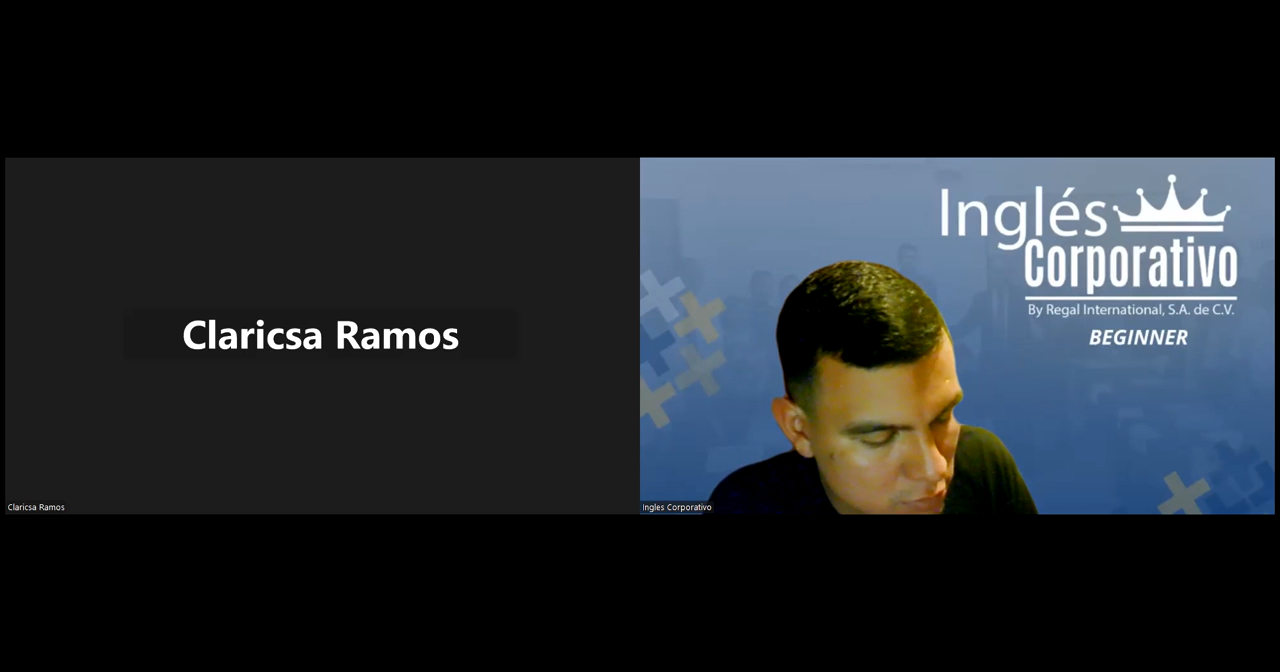 Claricsa Ramos
Claricsa Ramos
Inglés
Corporativo
By Regal International, S.A. de C.V.
BEGINNER
Ingles Corporativo